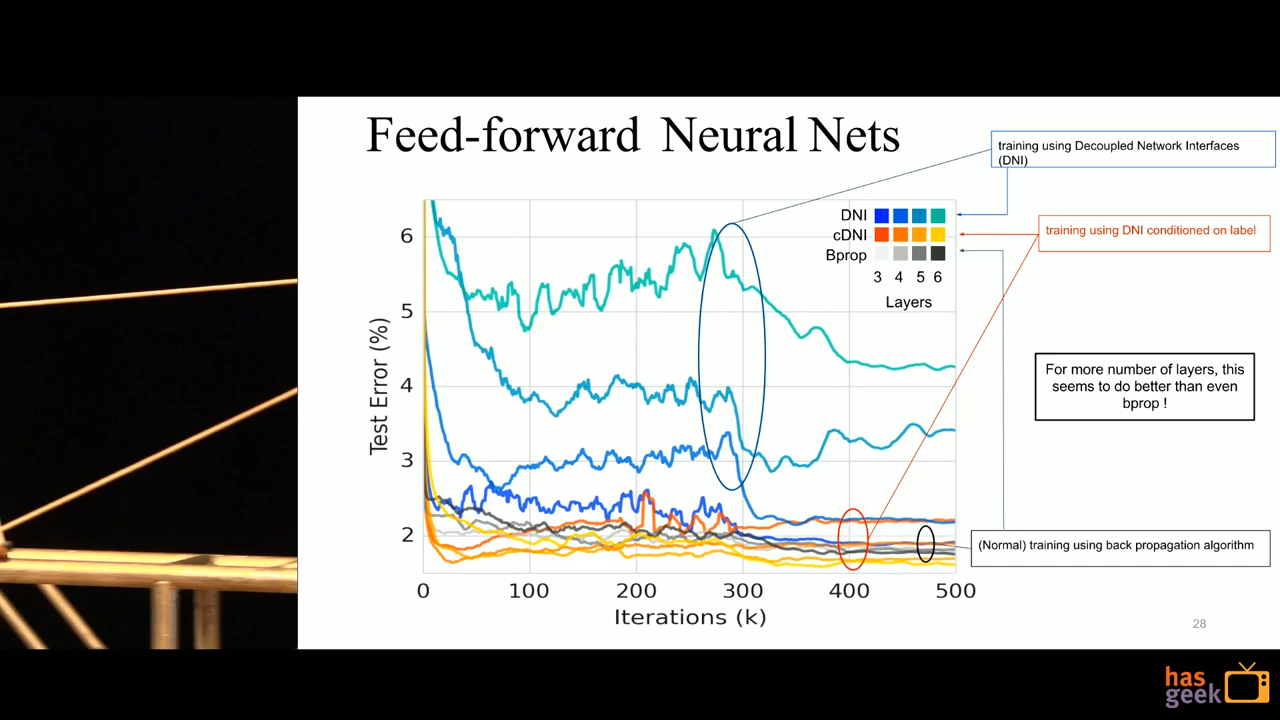 Feed-forward Neural Nets
training using Decoupled Network Interfaces
(DNI)
DNI
cDNI
Bprop
3 4 5 6
Layers
training using DNI conditioned on label
For more number of layers, this
seems to do better than even
bprop !
(Normal) training using back propagation algorithm
Test Error (%)
6
5
4
3
2
0 100 200 300 400 500
Iterations (k)
28
has
geek